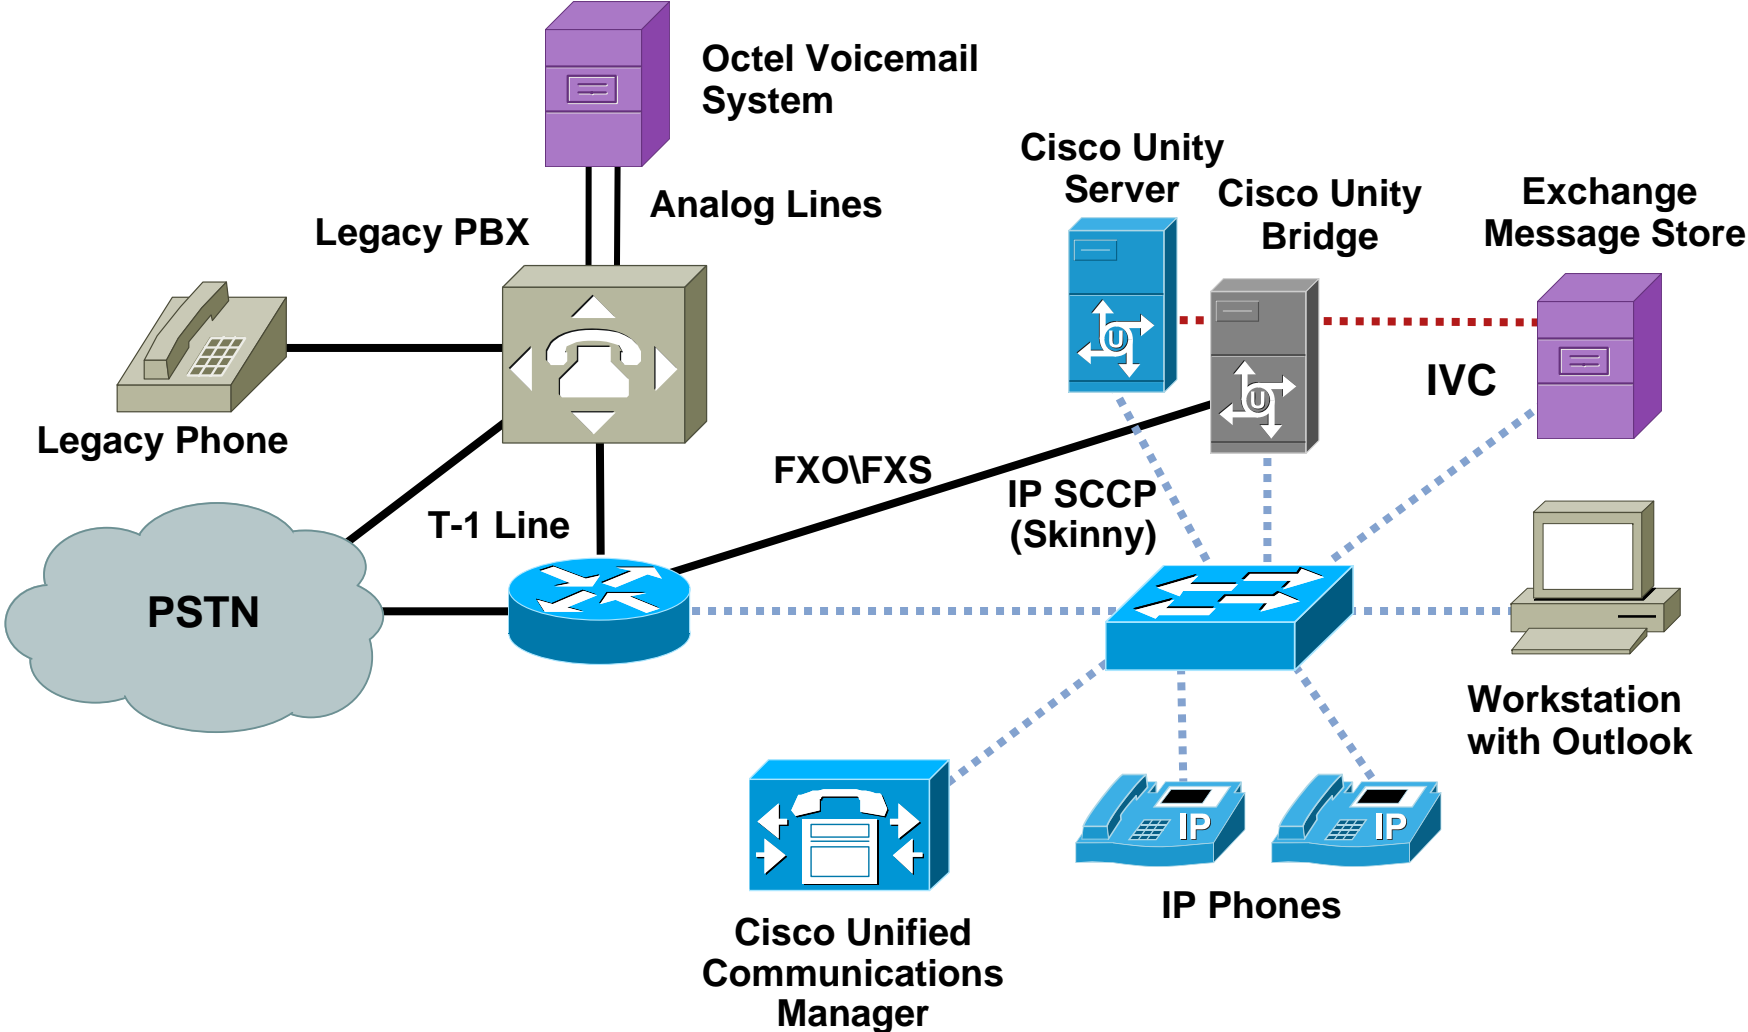 Octel Voicemail
System
Cisco Unity
Server
Cisco Unity
Bridge
Exchange
Message Store
Analog Lines
Legacy PBX
U
U
IVC
Legacy Phone
FXO\FXS
IP SCCP
(Skinny)
T-1 Line
PSTN
Workstation
with Outlook
IP
IP
IP Phones
Cisco Unified
Communications
Manager